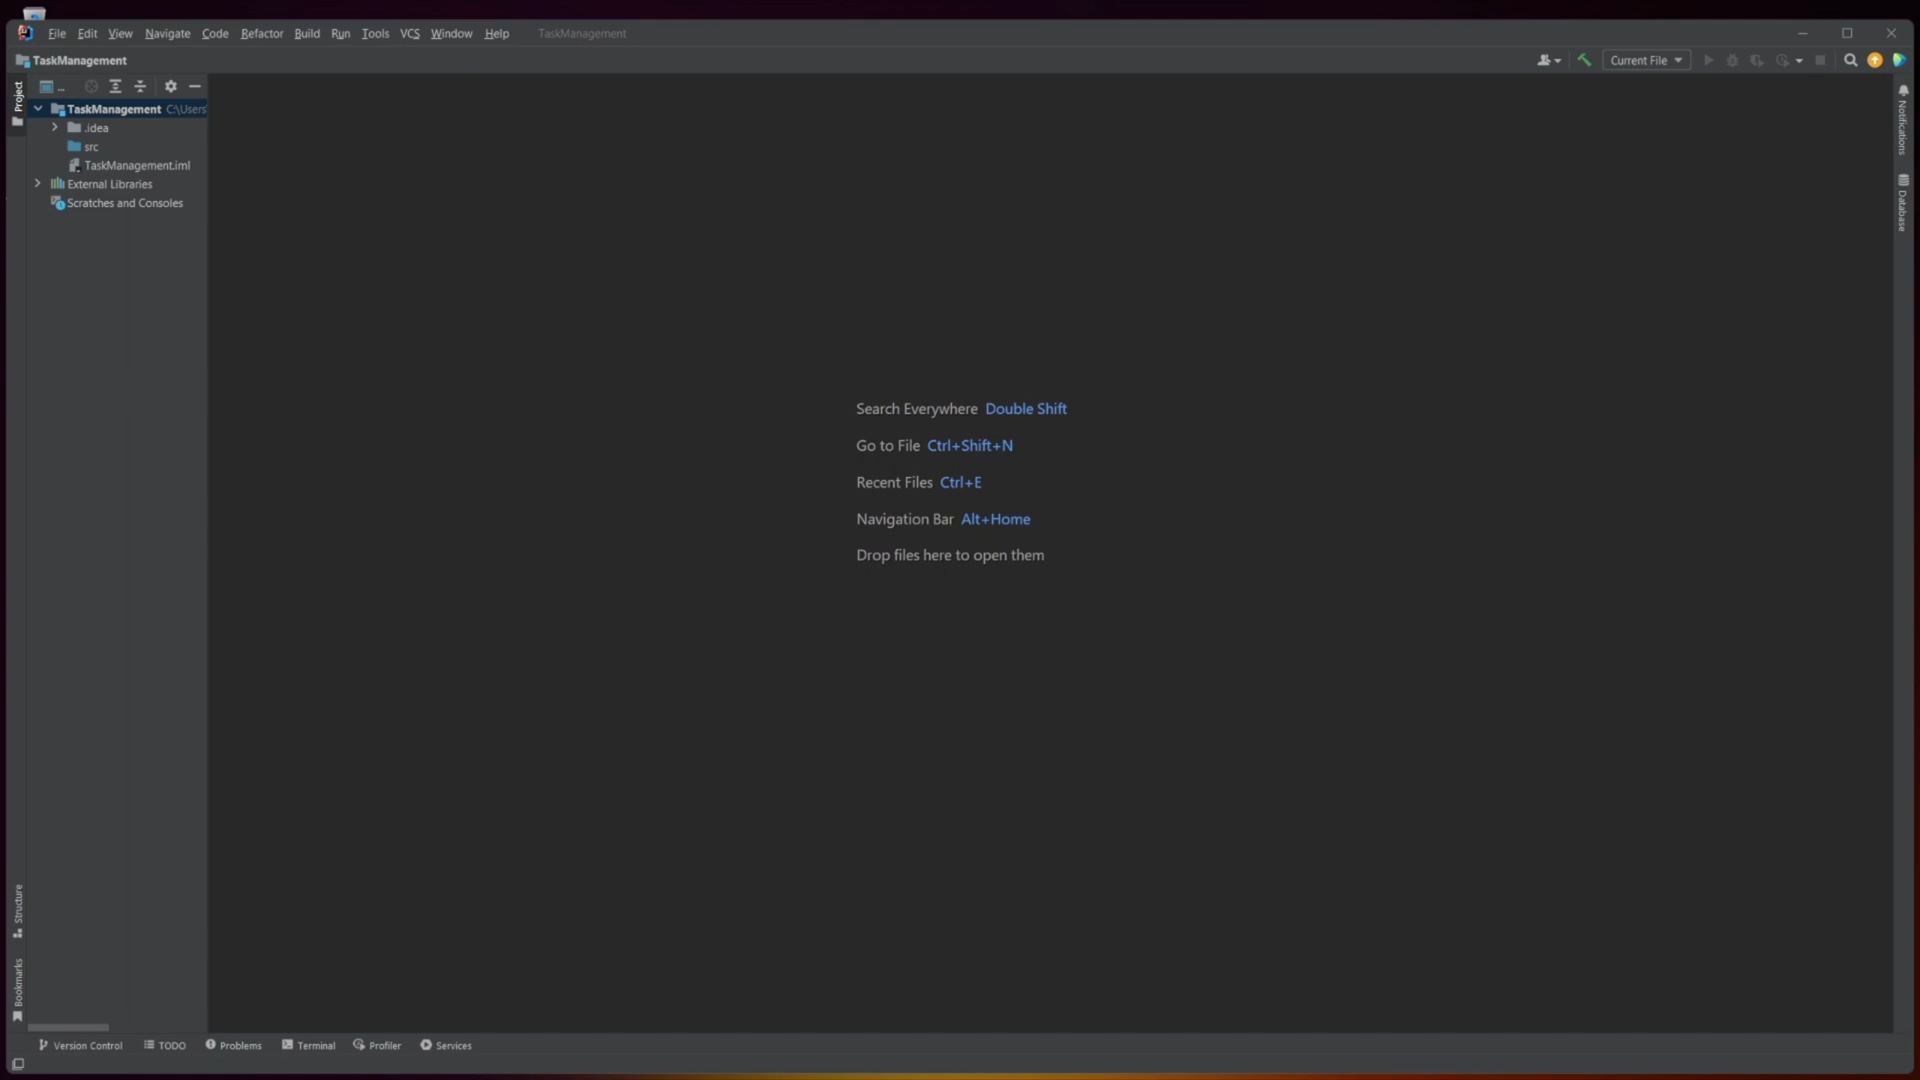 File Edit View Navigate Code Refactor Build Run Tools VCS Window Help TaskManagement
TaskManagement
Current File
Project
...
TaskManagement C:\Users
.idea
src
TaskManagement.iml
External Libraries
Scratches and Consoles
Notifications
Database
Search Everywhere Double Shift
Go to File Ctrl+Shift+N
Recent Files Ctrl+E
Navigation Bar Alt+Home
Drop files here to open them
Structure
Bookmarks
Version Control TODO Problems Terminal Profiler Services